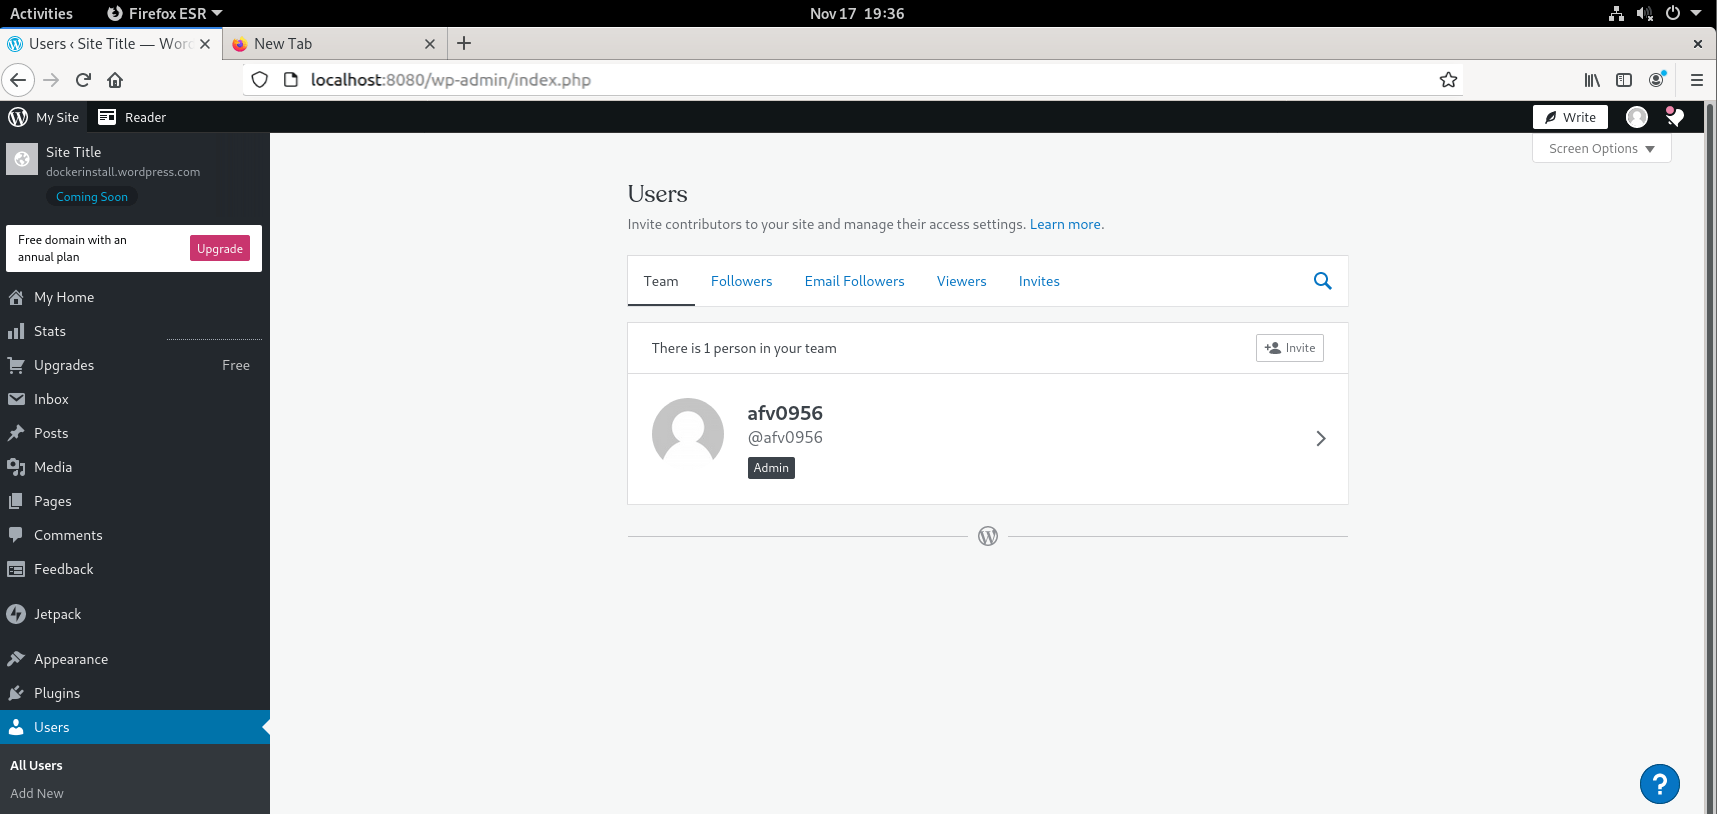 Activities Firefox ESR Nov 17 19:36
Users ‹ Site Title — Wor New Tab
localhost:8080/wp-admin/index.php
My Site Reader Write
Screen Options
Site Title
dockerinstall.wordpress.com
Coming Soon
Free domain with an
annual plan
Upgrade
My Home
Stats
Upgrades Free
Inbox
Posts
Media
Pages
Comments
Feedback
Jetpack
Appearance
Plugins
Users
All Users
Add New
Users
Invite contributors to your site and manage their access settings. Learn more.
Team Followers Email Followers Viewers Invites
There is 1 person in your team Invite
afv0956
@afv0956
Admin
?